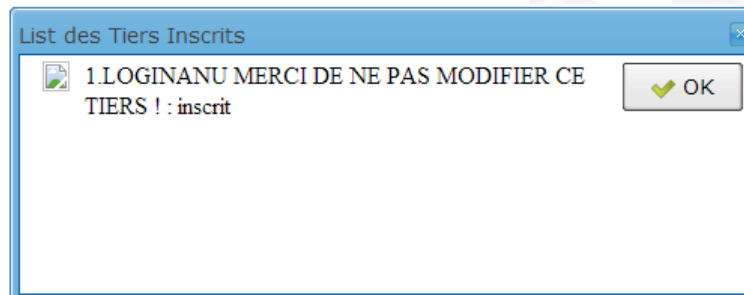 List des Tiers Inscrits
1.LOGINANU MERCI DE NE PAS MODIFIER CE
TIERS ! : inscrit
OK